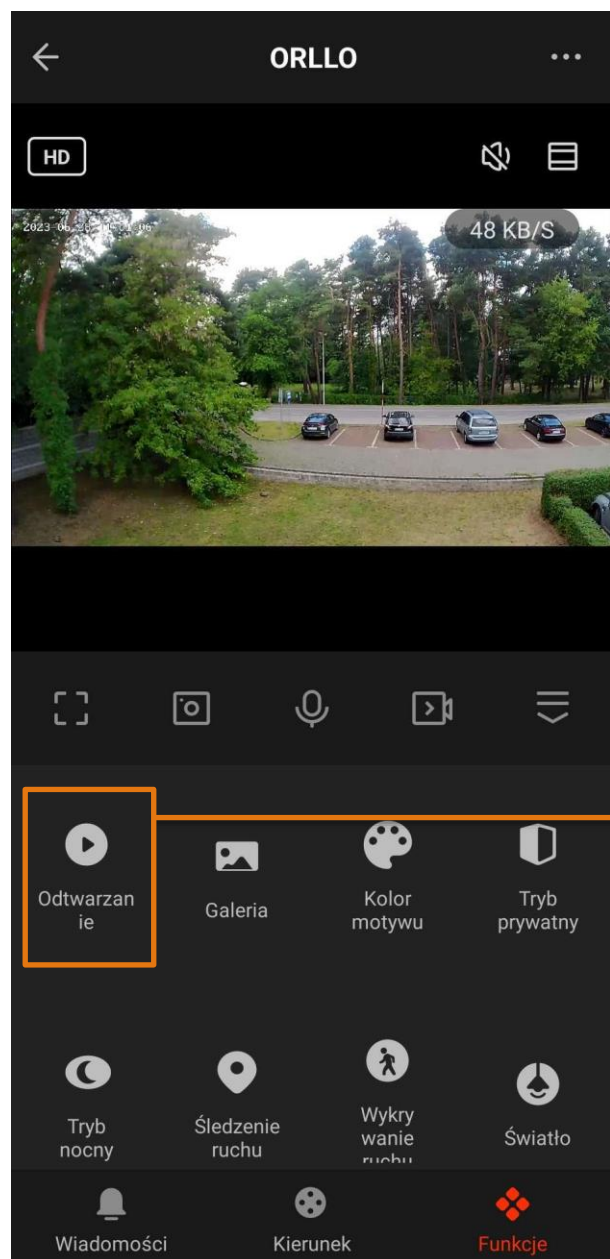 ORLLO
HD
48 KB/S
Odtwarzan
ie
Galeria
Kolor
motywu
Tryb
prywatny
Tryb
nocny
Śledzenie
ruchu
Wykry
wanie
ruchu
Światło
Wiadomości
Kierunek
Funkcje